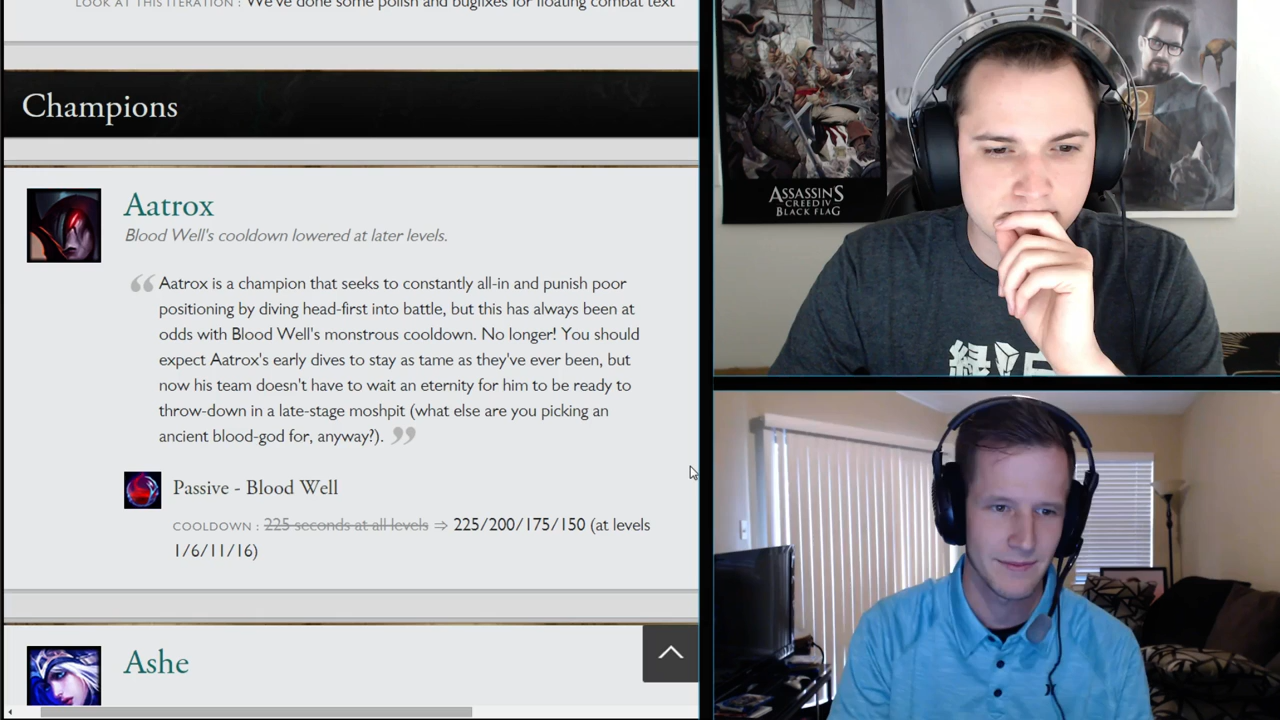 LOOK AT THIS ITERATION : We've done some polish and bugfixes for floating combat text
Champions
Aatrox
Blood Well's cooldown lowered at later levels.
“ Aatrox is a champion that seeks to constantly all-in and punish poor
positioning by diving head-first into battle, but this has always been at
odds with Blood Well's monstrous cooldown. No longer! You should
expect Aatrox's early dives to stay as tame as they've ever been, but
now his team doesn't have to wait an eternity for him to be ready to
throw-down in a late-stage moshpit (what else are you picking an
ancient blood-god for, anyway?). ”
Passive - Blood Well
COOLDOWN : 225 seconds at all levels ⇒ 225/200/175/150 (at levels
1/6/11/16)
Ashe
ASSASSIN'S
CREED IV
BLACK FLAG